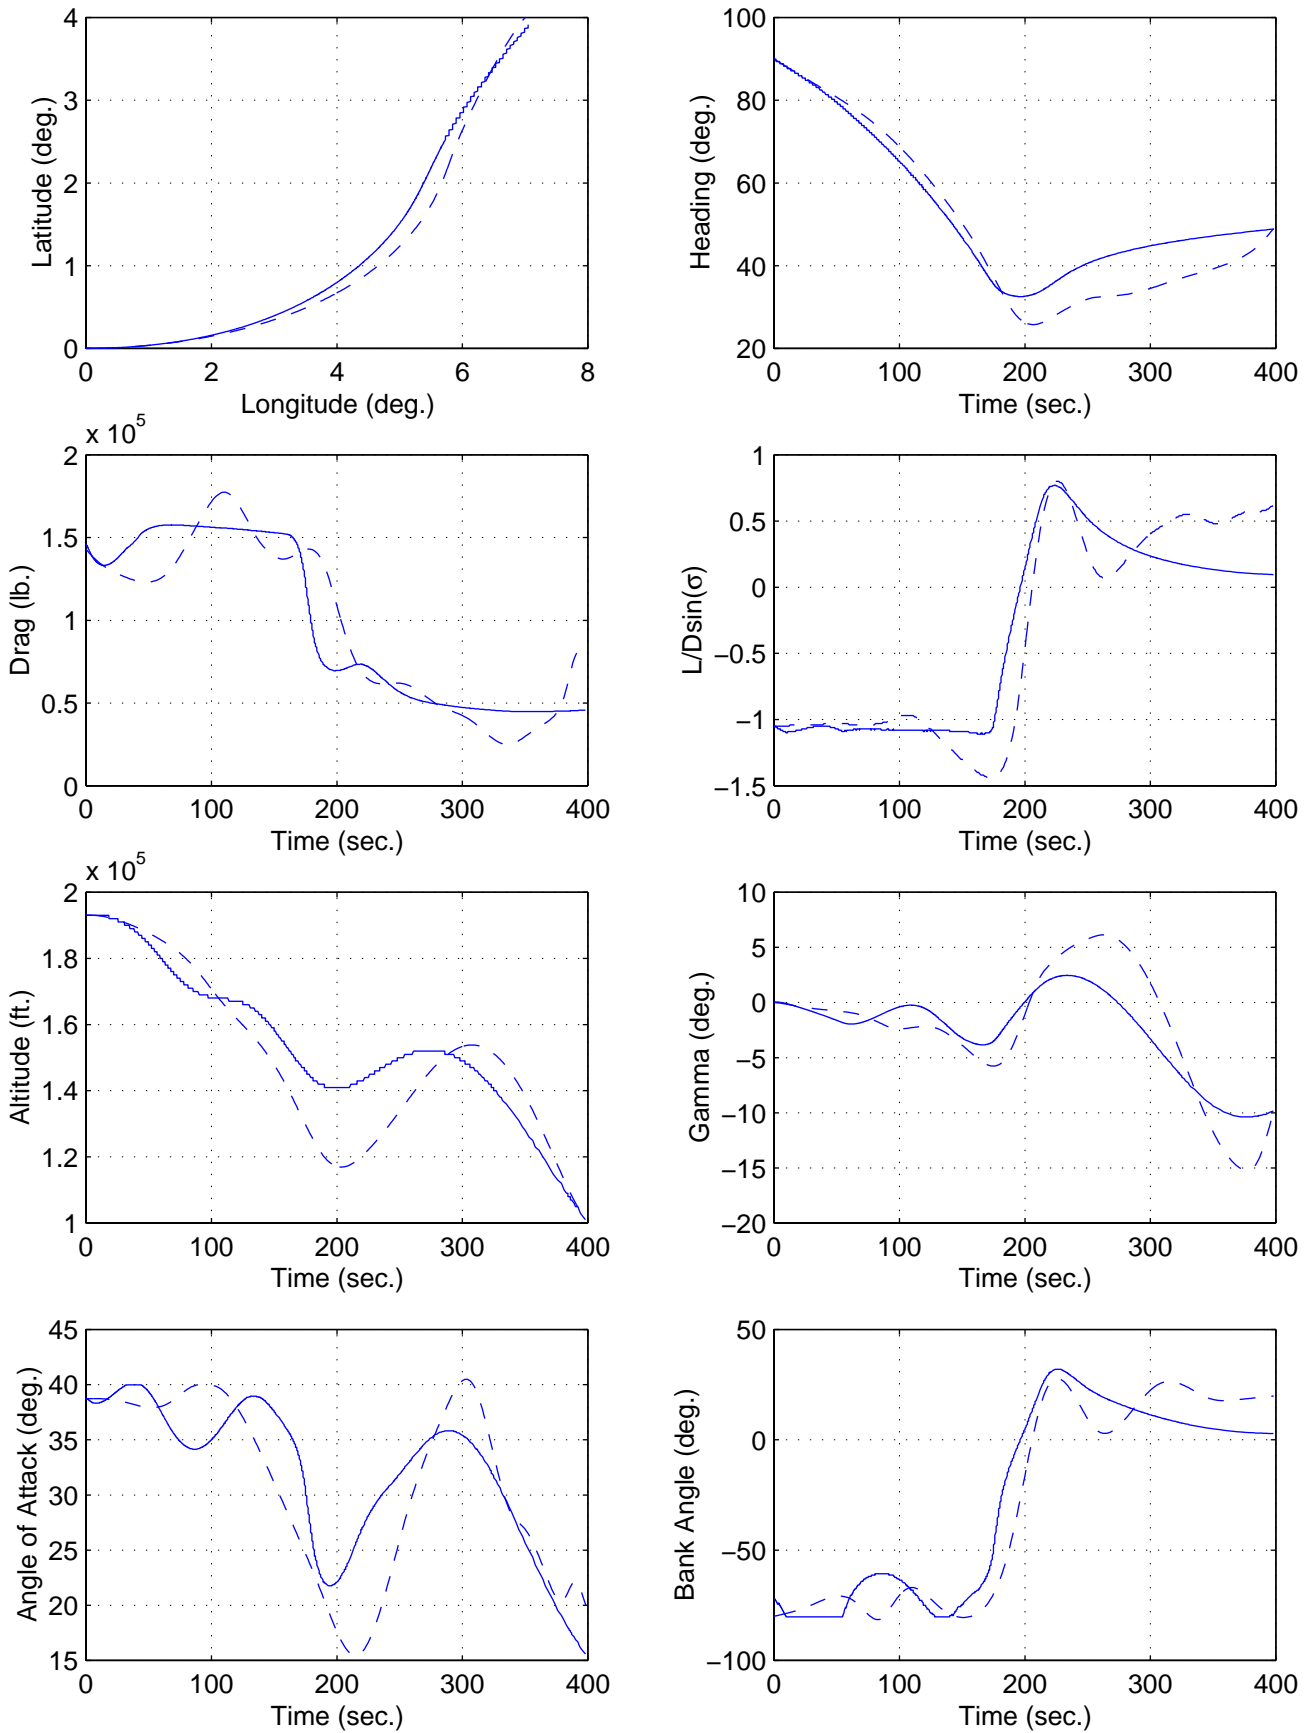 4
3
2
1
0
0 2 4 6 8
Latitude (deg.)
Longitude (deg.)
100
80
60
40
20
0 100 200 300 400
Heading (deg.)
Time (sec.)
x 10^5
2
1.5
1
0.5
0
0 100 200 300 400
Drag (lb.)
Time (sec.)
1
0.5
0
−0.5
−1
−1.5
0 100 200 300 400
L/Dsin(σ)
Time (sec.)
x 10^5
2
1.8
1.6
1.4
1.2
1
0 100 200 300 400
Altitude (ft.)
Time (sec.)
10
5
0
−5
−10
−15
−20
0 100 200 300 400
Gamma (deg.)
Time (sec.)
45
40
35
30
25
20
15
0 100 200 300 400
Angle of Attack (deg.)
Time (sec.)
50
0
−50
−100
0 100 200 300 400
Bank Angle (deg.)
Time (sec.)